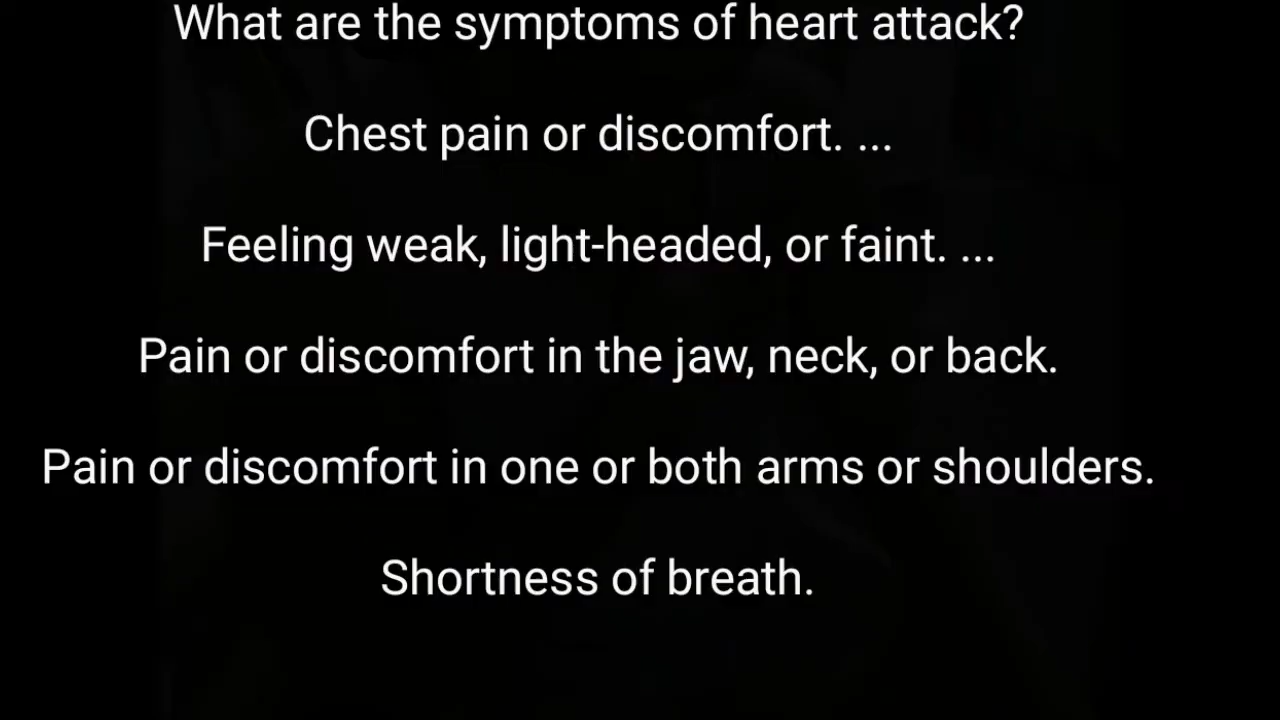 What are the symptoms of heart attack?
Chest pain or discomfort. ...
Feeling weak, light-headed, or faint. ...
Pain or discomfort in the jaw, neck, or back.
Pain or discomfort in one or both arms or shoulders.
Shortness of breath.